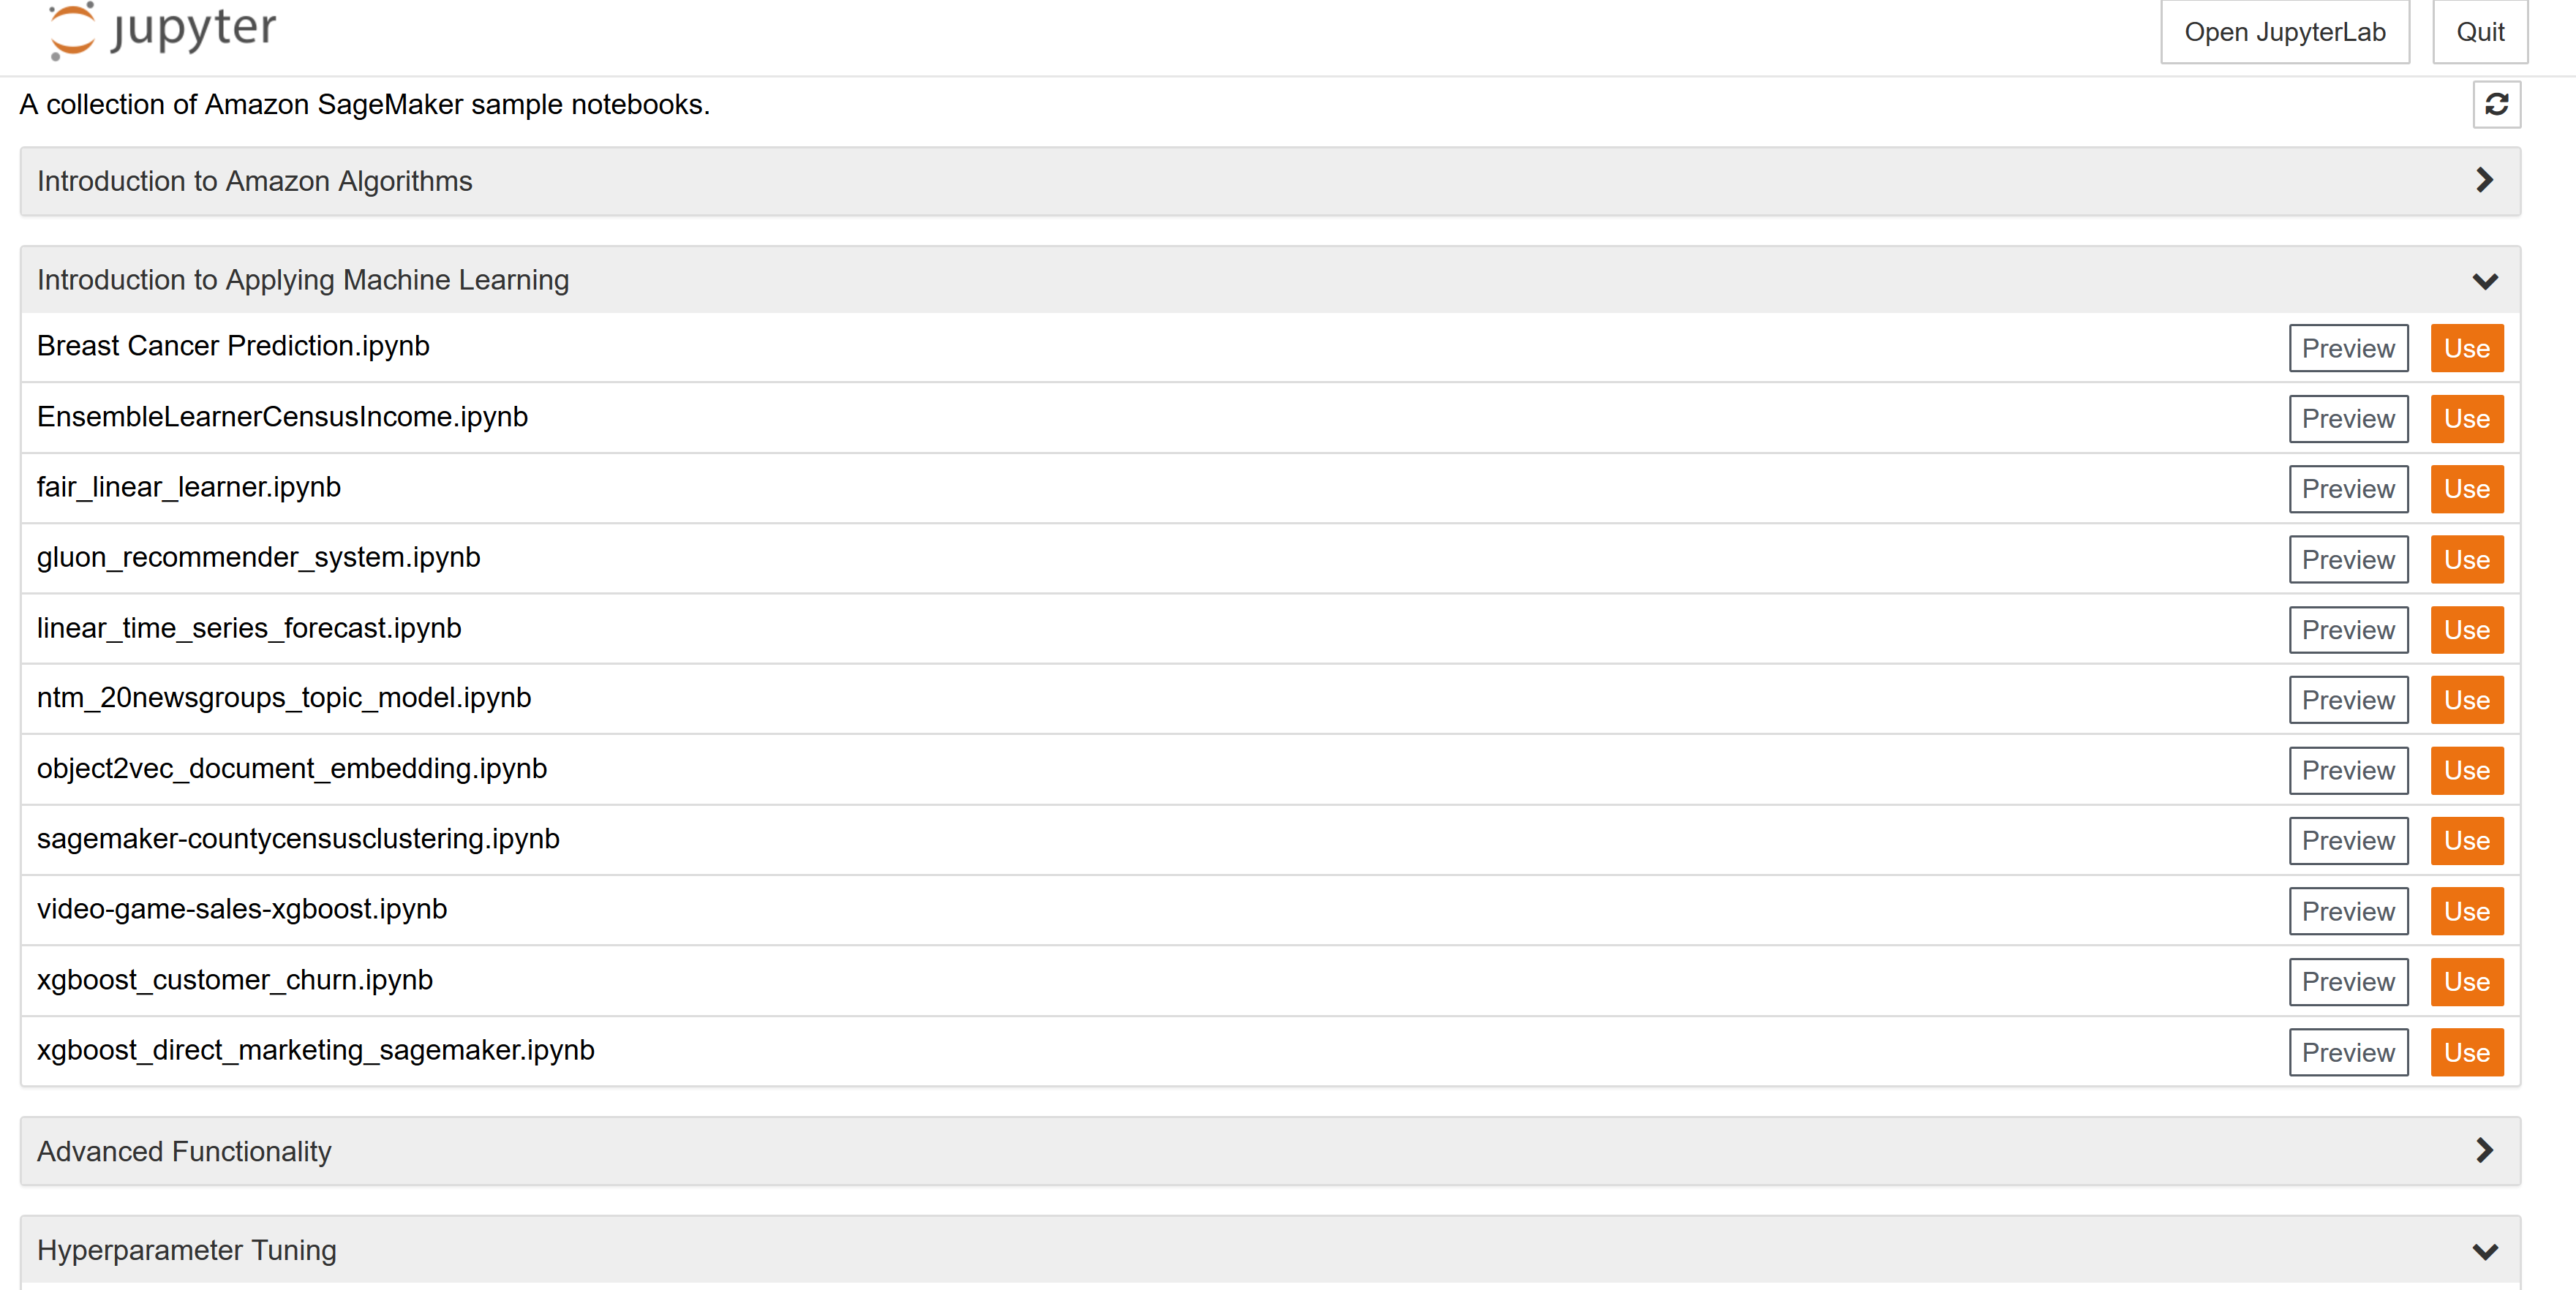 jupyter Open JupyterLab Quit
A collection of Amazon SageMaker sample notebooks.
Introduction to Amazon Algorithms
Introduction to Applying Machine Learning
Breast Cancer Prediction.ipynb Preview Use
EnsembleLearnerCensusIncome.ipynb Preview Use
fair_linear_learner.ipynb Preview Use
gluon_recommender_system.ipynb Preview Use
linear_time_series_forecast.ipynb Preview Use
ntm_20newsgroups_topic_model.ipynb Preview Use
object2vec_document_embedding.ipynb Preview Use
sagemaker-countycensusclustering.ipynb Preview Use
video-game-sales-xgboost.ipynb Preview Use
xgboost_customer_churn.ipynb Preview Use
xgboost_direct_marketing_sagemaker.ipynb Preview Use
Advanced Functionality
Hyperparameter Tuning